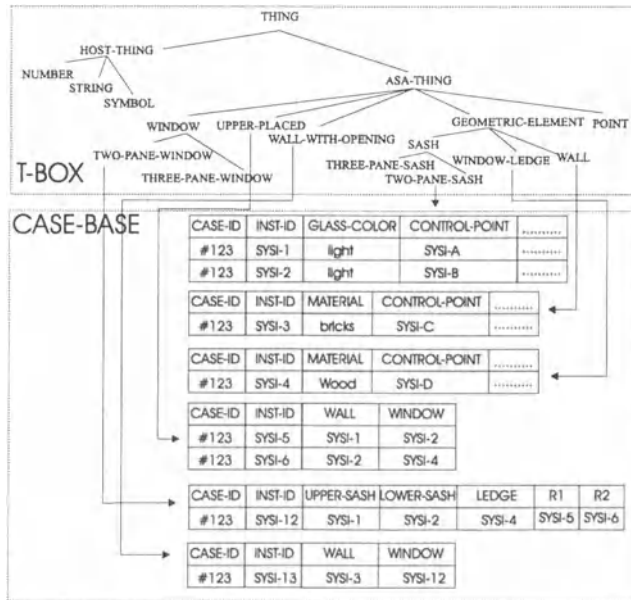 THING
HOST-THING
NUMBER
STRING
SYMBOL
ASA-THING
WINDOW UPPER-PLACED GEOMETRIC-ELEMENT POINT
WALL-WITH-OPENING SASH
TWO-PANE-WINDOW THREE-PANE-SASH WINDOW-LEDGE WALL
THREE-PANE-WINDOW TWO-PANE-SASH
T-BOX
CASE-BASE
CASE-ID INST-ID GLASS-COLOR CONTROL-POINT ..........
#123 SYSI-1 light SYSI-A
#123 SYSI-2 light SYSI-B
CASE-ID INST-ID MATERIAL CONTROL-POINT ..........
#123 SYSI-3 bricks SYSI-C ..........
CASE-ID INST-ID MATERIAL CONTROL-POINT ..........
#123 SYSI-4 Wood SYSI-D ..........
CASE-ID INST-ID WALL WINDOW
#123 SYSI-5 SYSI-1 SYSI-2
#123 SYSI-6 SYSI-2 SYSI-4
CASE-ID INST-ID UPPER-SASH LOWER-SASH LEDGE R1 R2
#123 SYSI-12 SYSI-1 SYSI-2 SYSI-4 SYSI-5 SYSI-6
CASE-ID INST-ID WALL WINDOW
#123 SYSI-13 SYSI-3 SYSI-12